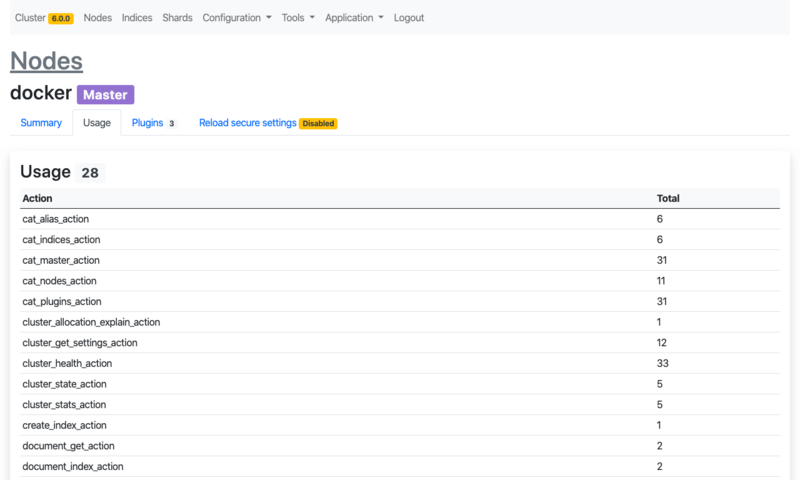 Cluster 6.0.0 Nodes Indices Shards Configuration Tools Application Logout
Nodes
docker Master
Summary Usage Plugins 3 Reload secure settings Disabled
Usage 28
Action Total
cat_alias_action 6
cat_indices_action 6
cat_master_action 31
cat_nodes_action 11
cat_plugins_action 31
cluster_allocation_explain_action 1
cluster_get_settings_action 12
cluster_health_action 33
cluster_state_action 5
cluster_stats_action 5
create_index_action 1
document_get_action 2
document_index_action 2